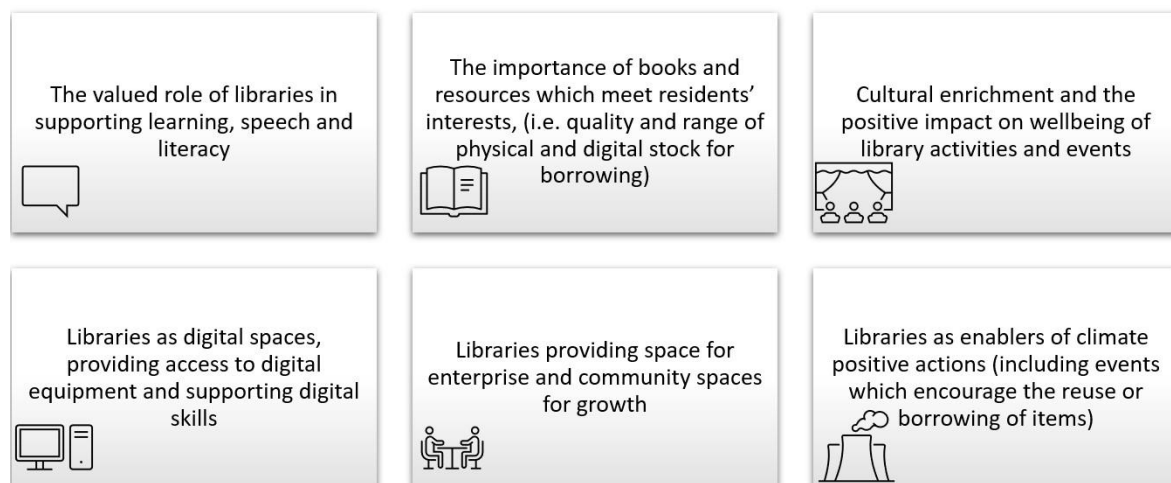 The valued role of libraries in
supporting learning, speech and
literacy
The importance of books and
resources which meet residents’
interests, (i.e. quality and range of
physical and digital stock for
borrowing)
Cultural enrichment and the
positive impact on wellbeing of
library activities and events
Libraries as digital spaces,
providing access to digital
equipment and supporting digital
skills
Libraries providing space for
enterprise and community spaces
for growth
Libraries as enablers of climate
positive actions (including events
which encourage the reuse or
borrowing of items)